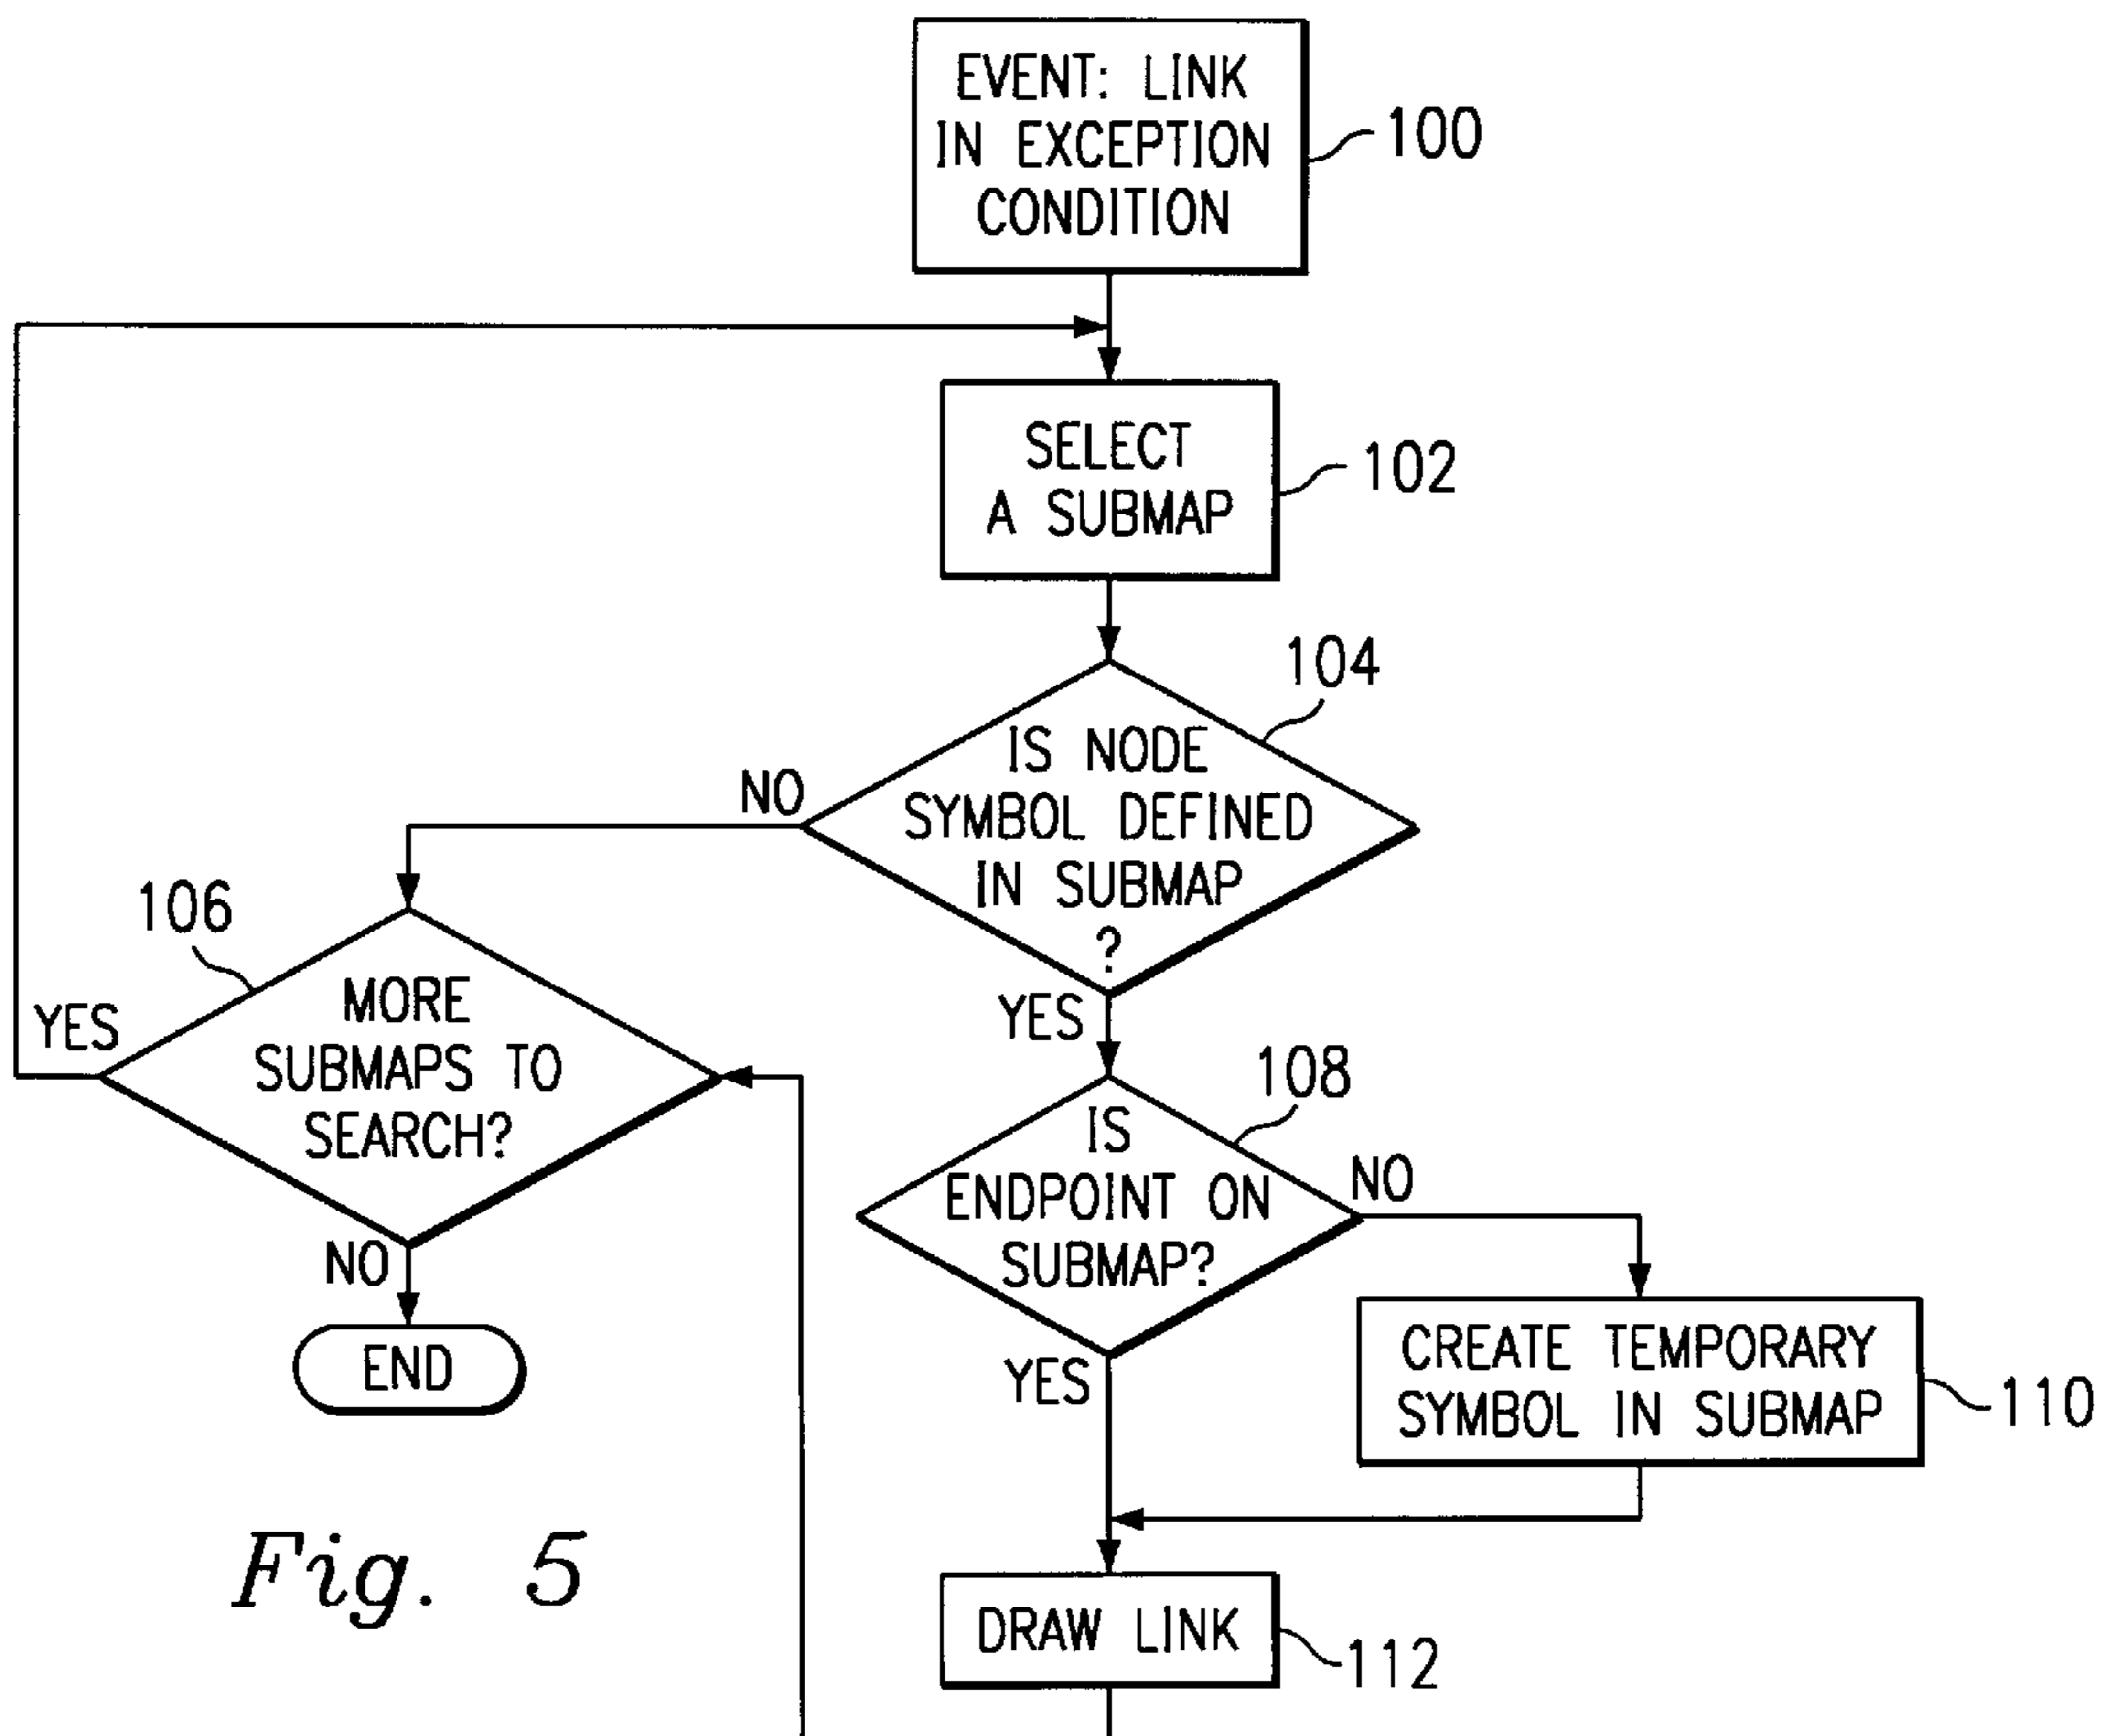 EVENT: LINK
IN EXCEPTION
CONDITION
100
SELECT
A SUBMAP
102
104
IS NODE
SYMBOL DEFINED
IN SUBMAP
?
NO
YES
106
MORE
SUBMAPS TO
SEARCH?
YES
NO
END
108
IS
ENDPOINT ON
SUBMAP?
NO
YES
CREATE TEMPORARY
SYMBOL IN SUBMAP
110
DRAW LINK
112
Fig. 5